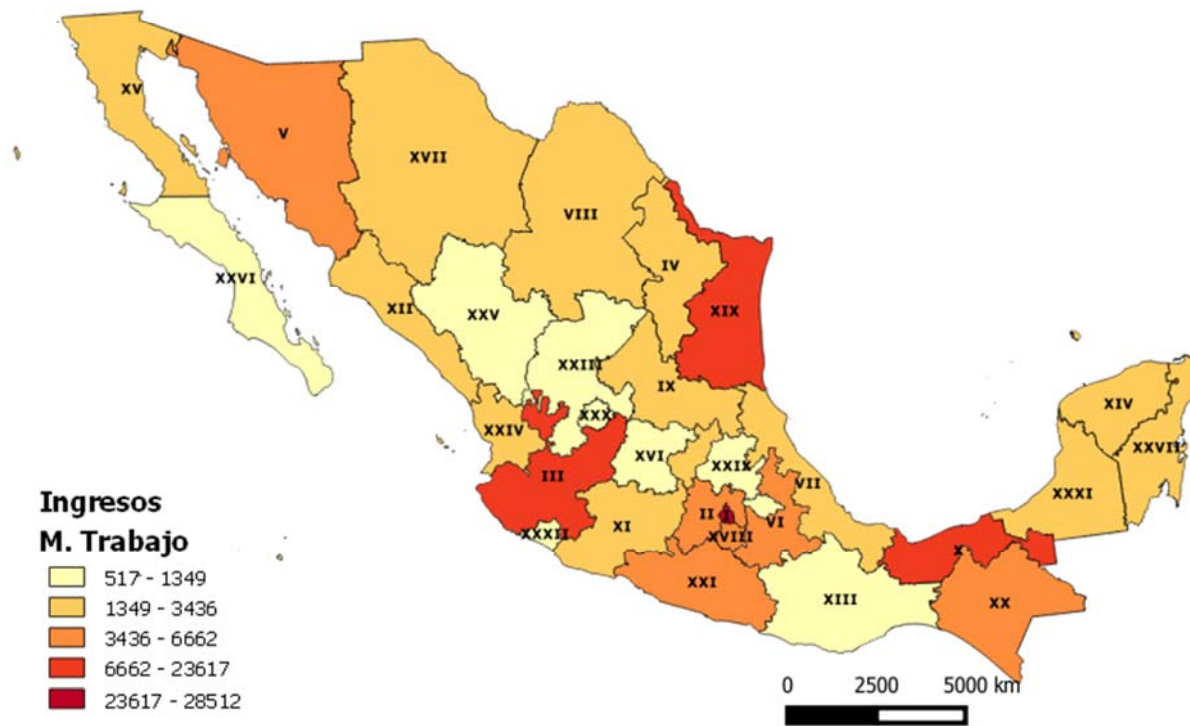 XV
V
XVII
VIII
XXVI
IV
XII
XXV
XIX
XXIII
IX
XXX
XIV
XXIV
XVI
XXIX
XXVII
III
VII
XXXI
II
I
VI
XXXII
XI
XVIII
X
XXI
XIII
XX
Ingresos
M. Trabajo
517 - 1349
1349 - 3436
3436 - 6662
6662 - 23617
23617 - 28512
0 2500 5000 km